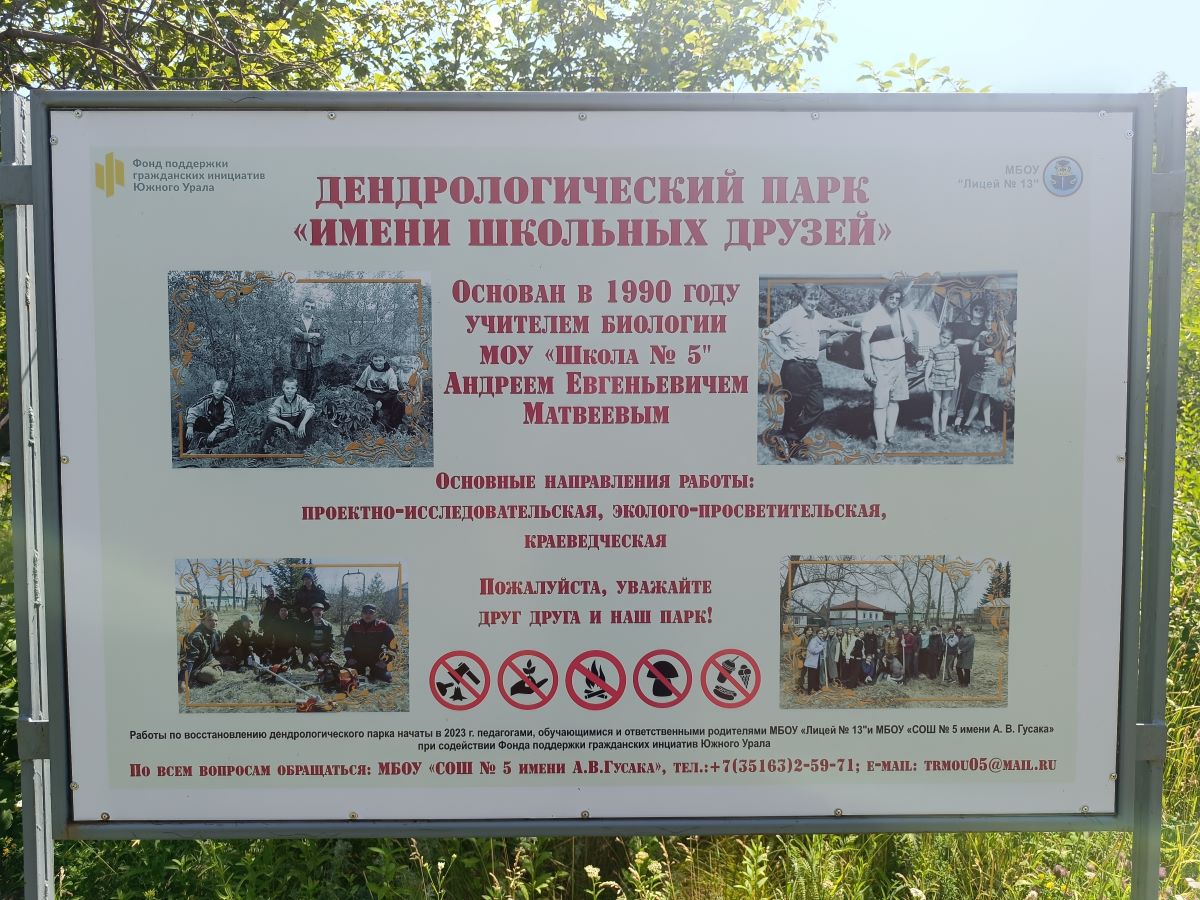 Фонд поддержки
гражданских инициатив
Южного Урала
МБОУ
"Лицей № 13"
ДЕНДРОЛОГИЧЕСКИЙ ПАРК
«ИМЕНИ ШКОЛЬНЫХ ДРУЗЕЙ»
Основан в 1990 году
учителем биологии
МОУ «Школа № 5"
Андреем Евгеньевичем
Матвеевым
Основные направления работы:
проектно-исследовательская, эколого-просветительская,
краеведческая
Пожалуйста, уважайте
друг друга и наш парк!
Работы по восстановлению дендрологического парка начаты в 2023 г. педагогами, обучающимися и ответственными родителями МБОУ «Лицей № 13"и МБОУ «СОШ № 5 имени А. В. Гусака»
при содействии Фонда поддержки гражданских инциатив Южного Урала
По всем вопросам обращаться: МБОУ «СОШ № 5 имени А.В.Гусака», тел.:+7(35163)2-59-71; e-mail: trmou05@mail.ru